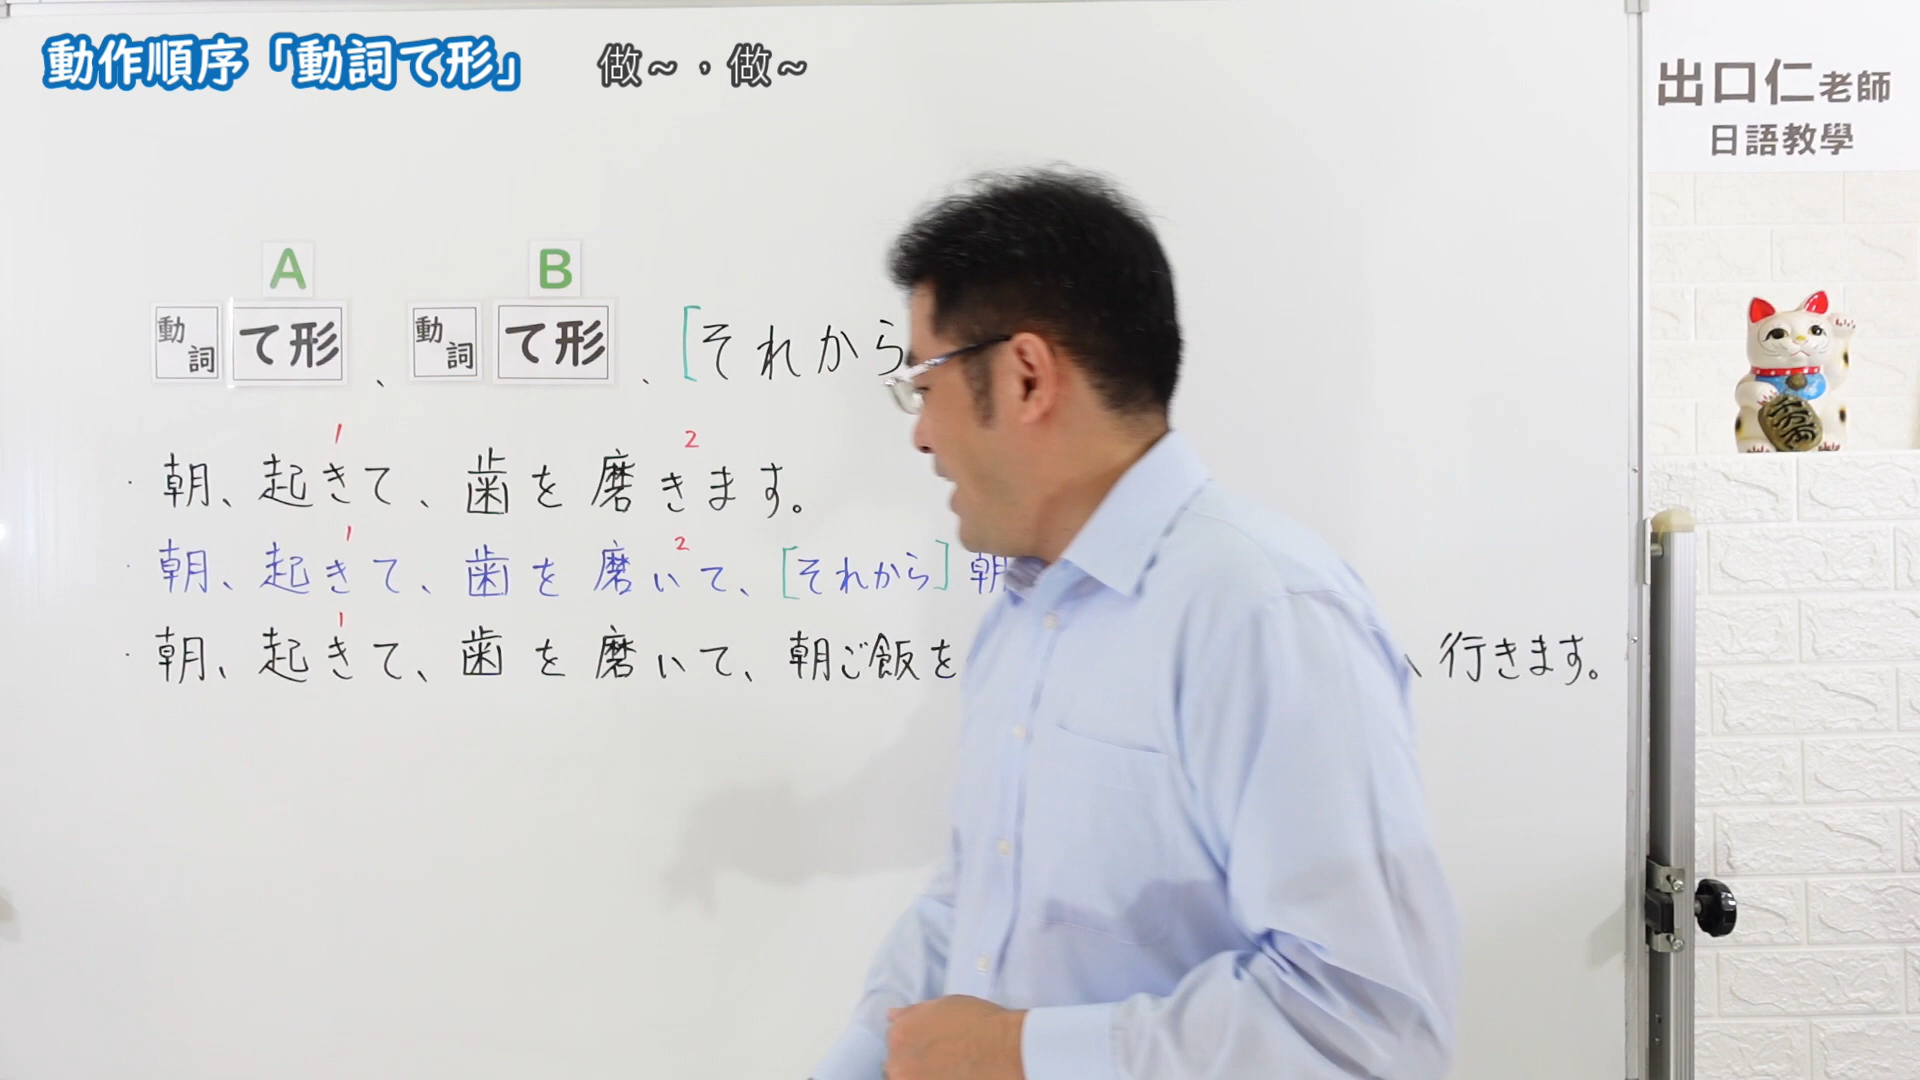 動作順序「動詞て形」 做~，做~
出口仁老師
日語教學
A B
動詞 て形、動詞 て形、[それから
1 2
・朝、起きて、歯を磨きます。
1 2
・朝、起きて、歯を磨いて、[それから]朝
1
・朝、起きて、歯を磨いて、朝ご飯を、行きます。